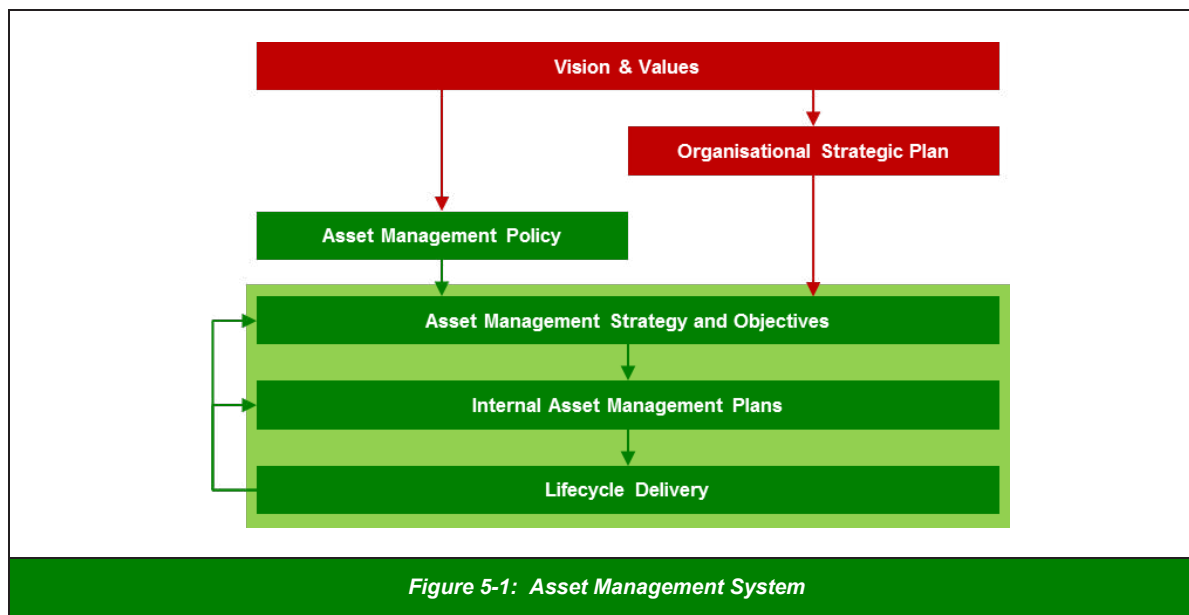 Vision & Values
Organisational Strategic Plan
Asset Management Policy
Asset Management Strategy and Objectives
Internal Asset Management Plans
Lifecycle Delivery
Figure 5-1: Asset Management System